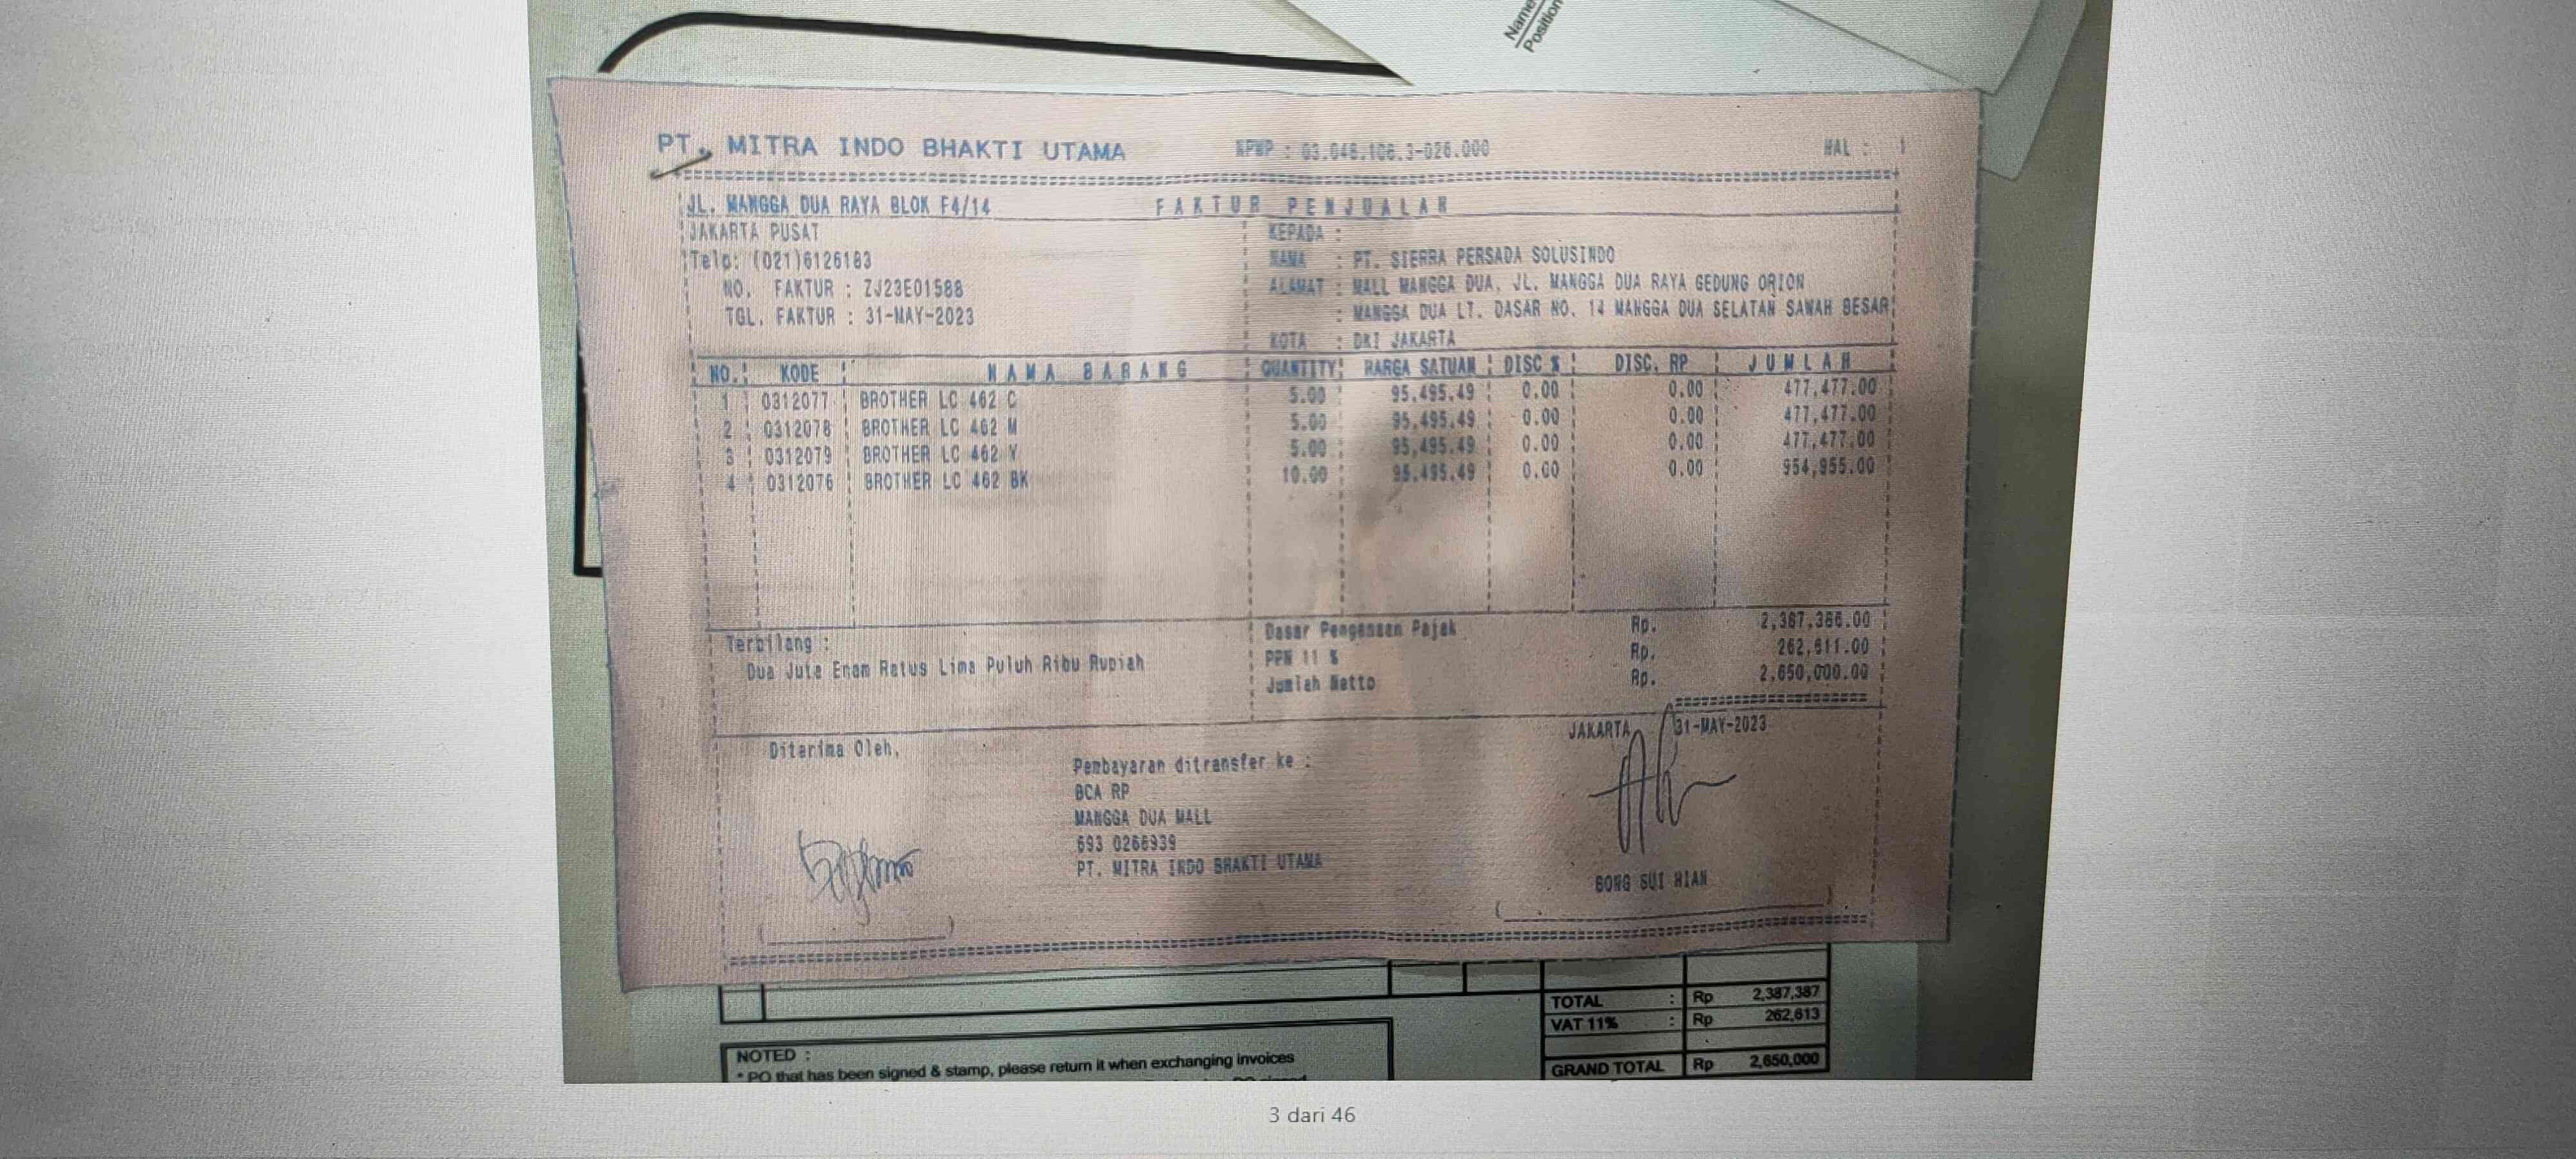 Name
Position
PT. MITRA INDO BHAKTI UTAMA NPWP : 03.048.106.3-026.000 HAL : 1
JL. MANGGA DUA RAYA BLOK F4/14 FAKTUR PENJUALAN
JAKARTA PUSAT KEPADA :
Telp: (021)6126183 NAMA : PT. SIERRA PERSADA SOLUSINDO
NO. FAKTUR : ZJ23E01588 ALAMAT : MALL MANGGA DUA, JL. MANGGA DUA RAYA GEDUNG ORION
TGL. FAKTUR : 31-MAY-2023 : MANGGA DUA LT. DASAR NO. 14 MANGGA DUA SELATAN SAWAH BESAR
KOTA : DKI JAKARTA
NO. KODE NAMA BARANG QUANTITY HARGA SATUAN DISC % DISC. RP JUMLAH
1 0312077 BROTHER LC 462 C 5.00 95,495.49 0.00 0.00 477,477.00
2 0312078 BROTHER LC 462 M 5.00 95,495.49 0.00 0.00 477,477.00
3 0312079 BROTHER LC 462 Y 5.00 95,495.49 0.00 0.00 477,477.00
4 0312076 BROTHER LC 462 BK 10.00 95,495.49 0.00 0.00 954,955.00
Terbilang : Dasar Pengenaan Pajak Rp. 2,387,386.00
Dua Juta Enam Ratus Lima Puluh Ribu Rupiah PPN 11 % Rp. 262,611.00
Jumlah Netto Rp. 2,650,000.00
JAKARTA, 31-MAY-2023
Diterima Oleh,
Pembayaran ditransfer ke :
BCA RP
MANGGA DUA MALL
693 0266939
PT. MITRA INDO BHAKTI UTAMA
BONG SUI HIAN
TOTAL : Rp 2,387,387
VAT 11% : Rp 262,613
GRAND TOTAL Rp 2,650,000
NOTED :
* PO that has been signed & stamp, please return it when exchanging invoices
3 dari 46